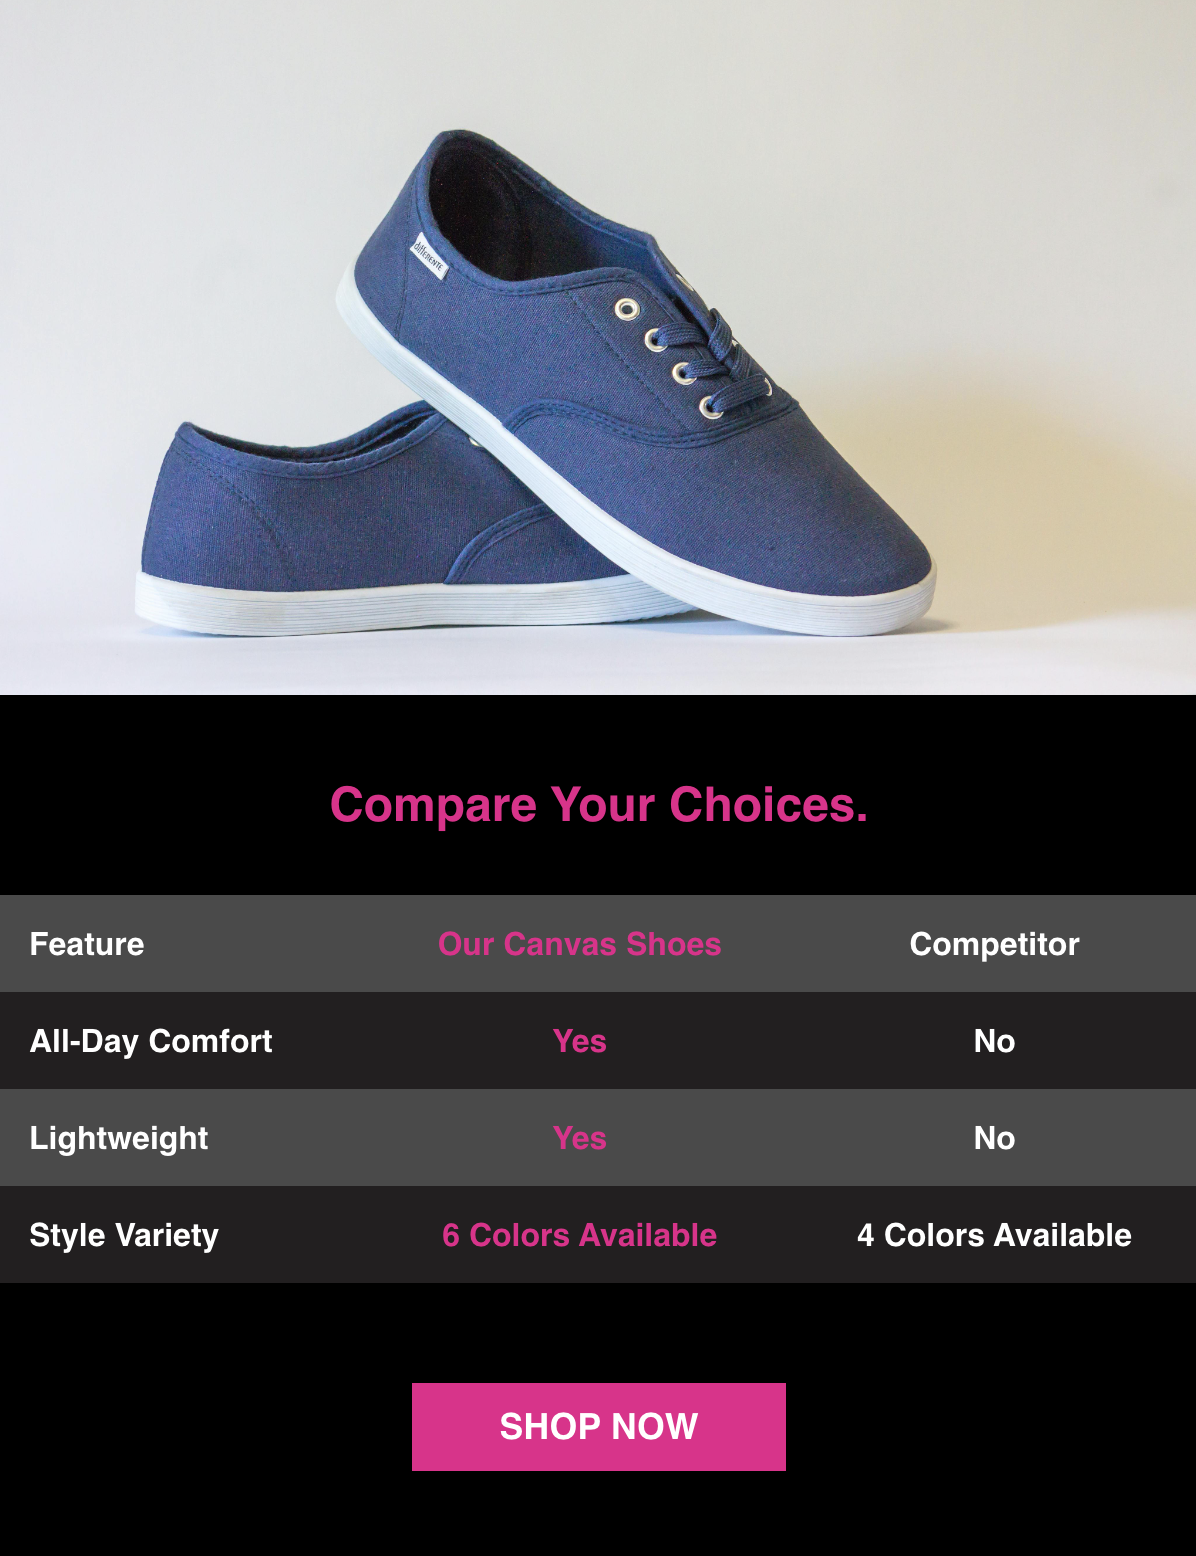 diffERENTE
Compare Your Choices.
Feature Our Canvas Shoes Competitor
All-Day Comfort Yes No
Lightweight Yes No
Style Variety 6 Colors Available 4 Colors Available
SHOP NOW